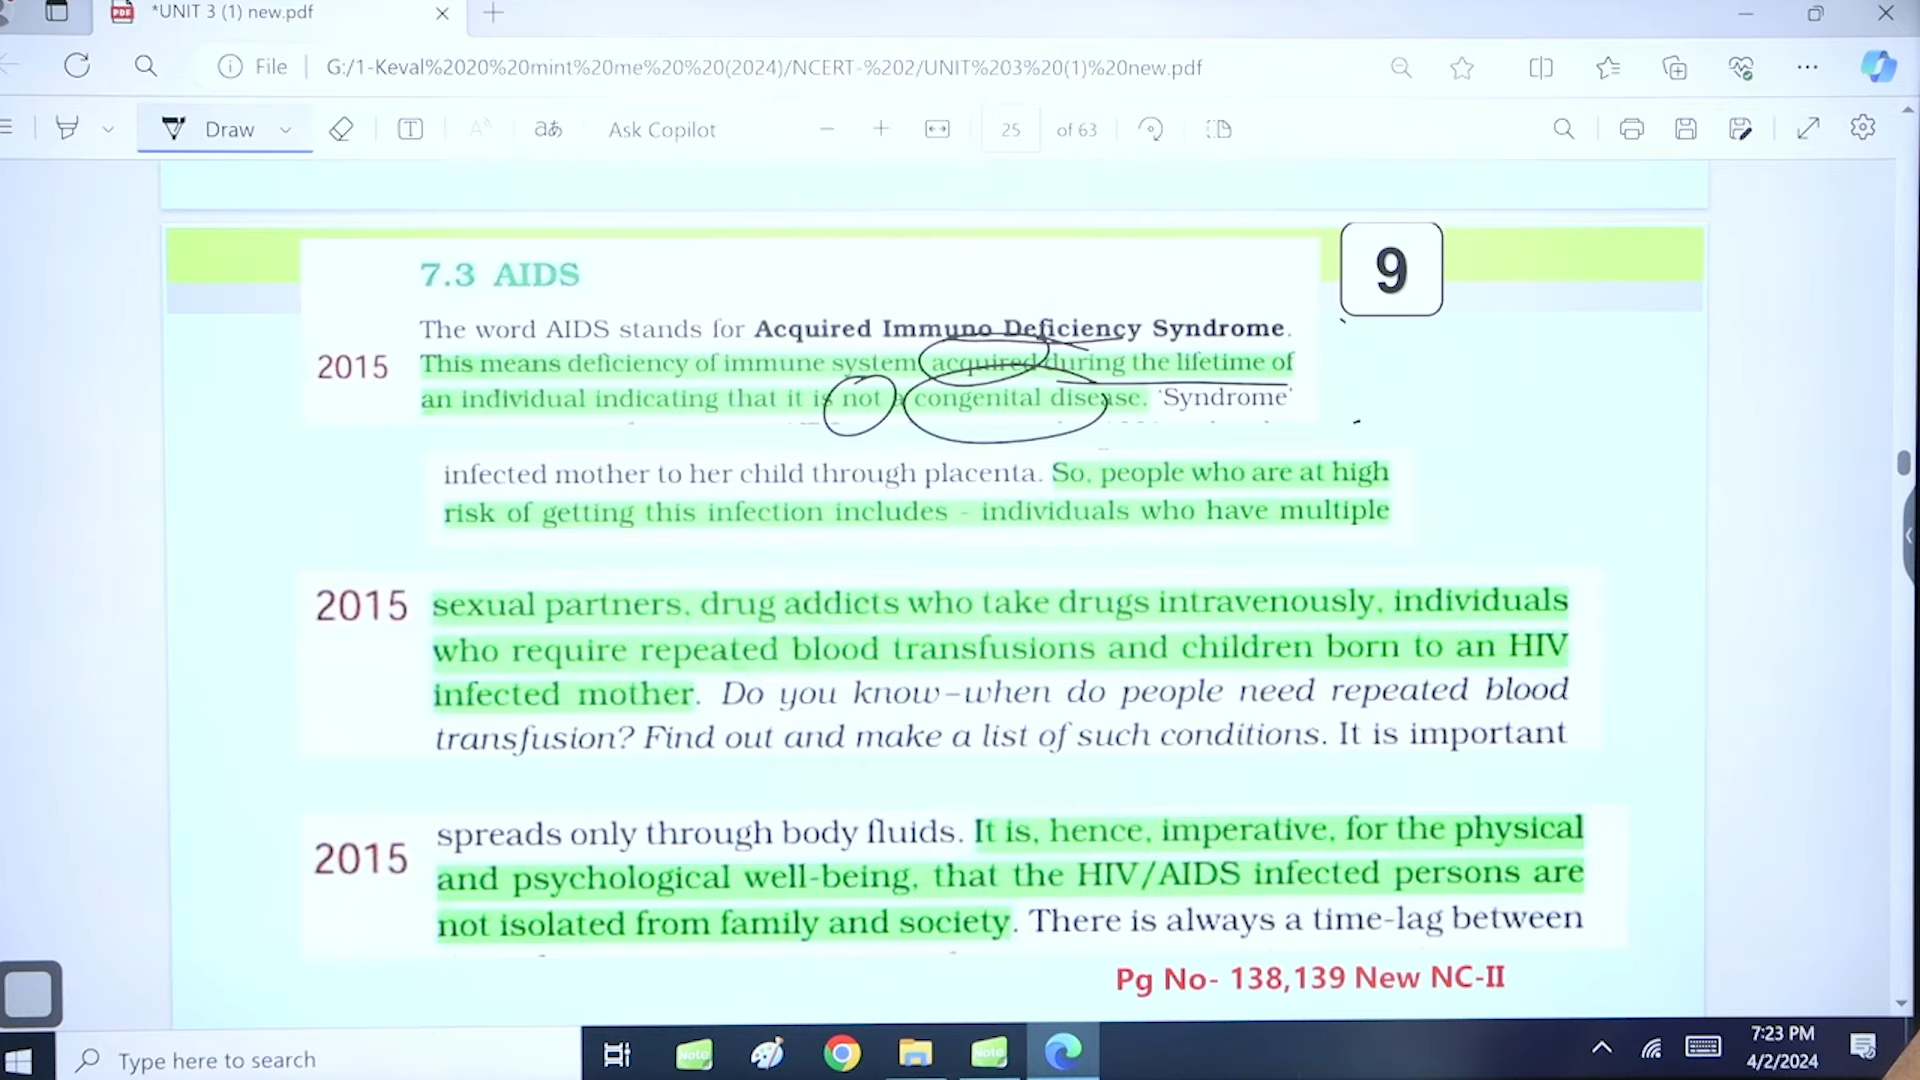 *UNIT 3 (1) new.pdf
File G:/1-Keval%2020%20mint%20me%20%20(2024)/NCERT-%202/UNIT%203%20(1)%20new.pdf
Draw aあ Ask Copilot 25 of 63
9
7.3 AIDS
The word AIDS stands for Acquired Immuno Deficiency Syndrome.
2015 This means deficiency of immune system, acquired during the lifetime of
an individual indicating that it is not a congenital disease. 'Syndrome'
infected mother to her child through placenta. So, people who are at high
risk of getting this infection includes - individuals who have multiple
2015 sexual partners, drug addicts who take drugs intravenously, individuals
who require repeated blood transfusions and children born to an HIV
infected mother. Do you know–when do people need repeated blood
transfusion? Find out and make a list of such conditions. It is important
spreads only through body fluids. It is, hence, imperative, for the physical
2015 and psychological well-being, that the HIV/AIDS infected persons are
not isolated from family and society. There is always a time-lag between
Pg No- 138,139 New NC-II
Type here to search
Note
Note
7:23 PM
4/2/2024